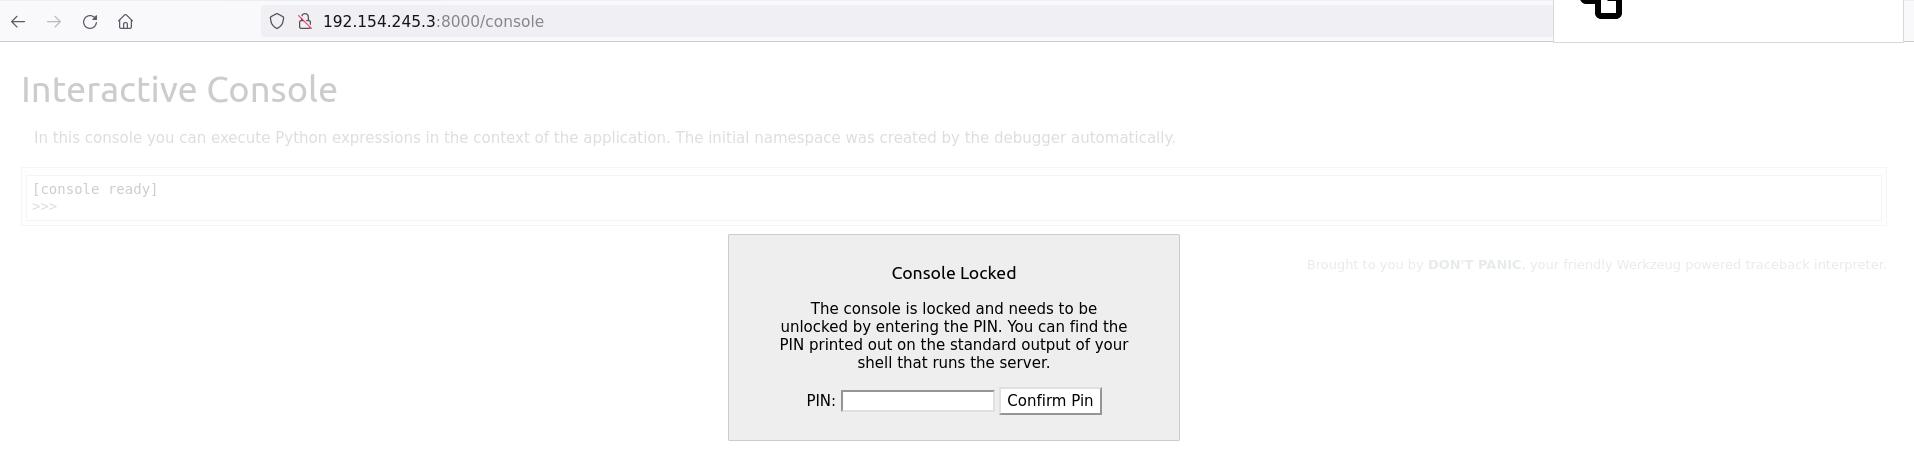 192.154.245.3:8000/console
Interactive Console
In this console you can execute Python expressions in the context of the application. The initial namespace was created by the debugger automatically.
[console ready]
>>>
Console Locked
The console is locked and needs to be
unlocked by entering the PIN. You can find the
PIN printed out on the standard output of your
shell that runs the server.
PIN:
Confirm Pin
Brought to you by DON'T PANIC, your friendly Werkzeug powered traceback interpreter.